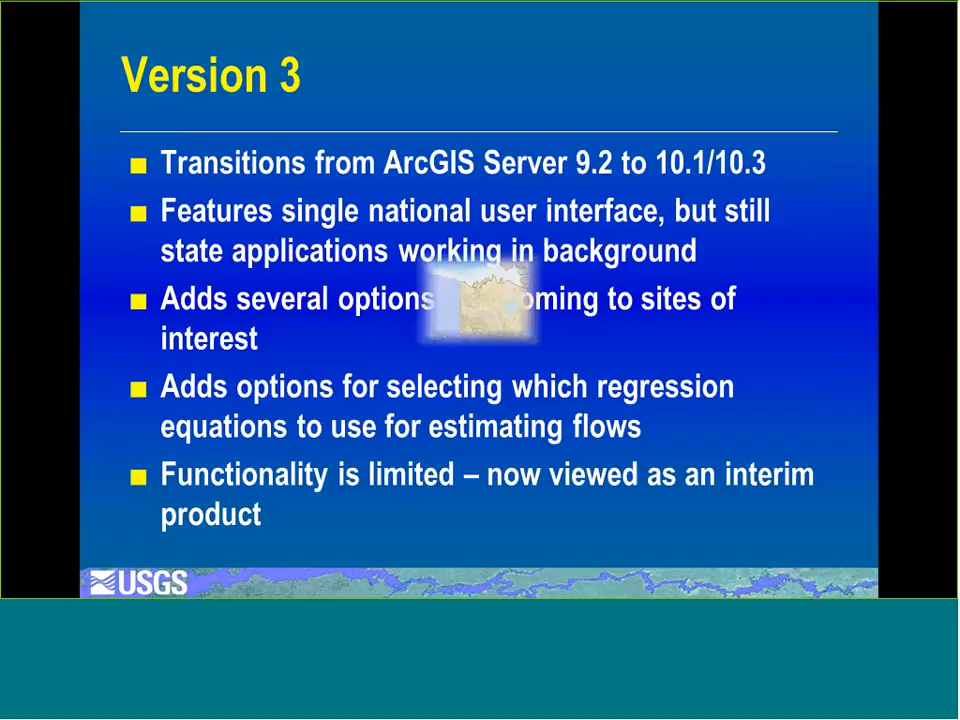 Version 3
■ Transitions from ArcGIS Server 9.2 to 10.1/10.3
■ Features single national user interface, but still
state applications working in background
■ Adds several options oming to sites of
interest
■ Adds options for selecting which regression
equations to use for estimating flows
■ Functionality is limited – now viewed as an interim
product
USGS